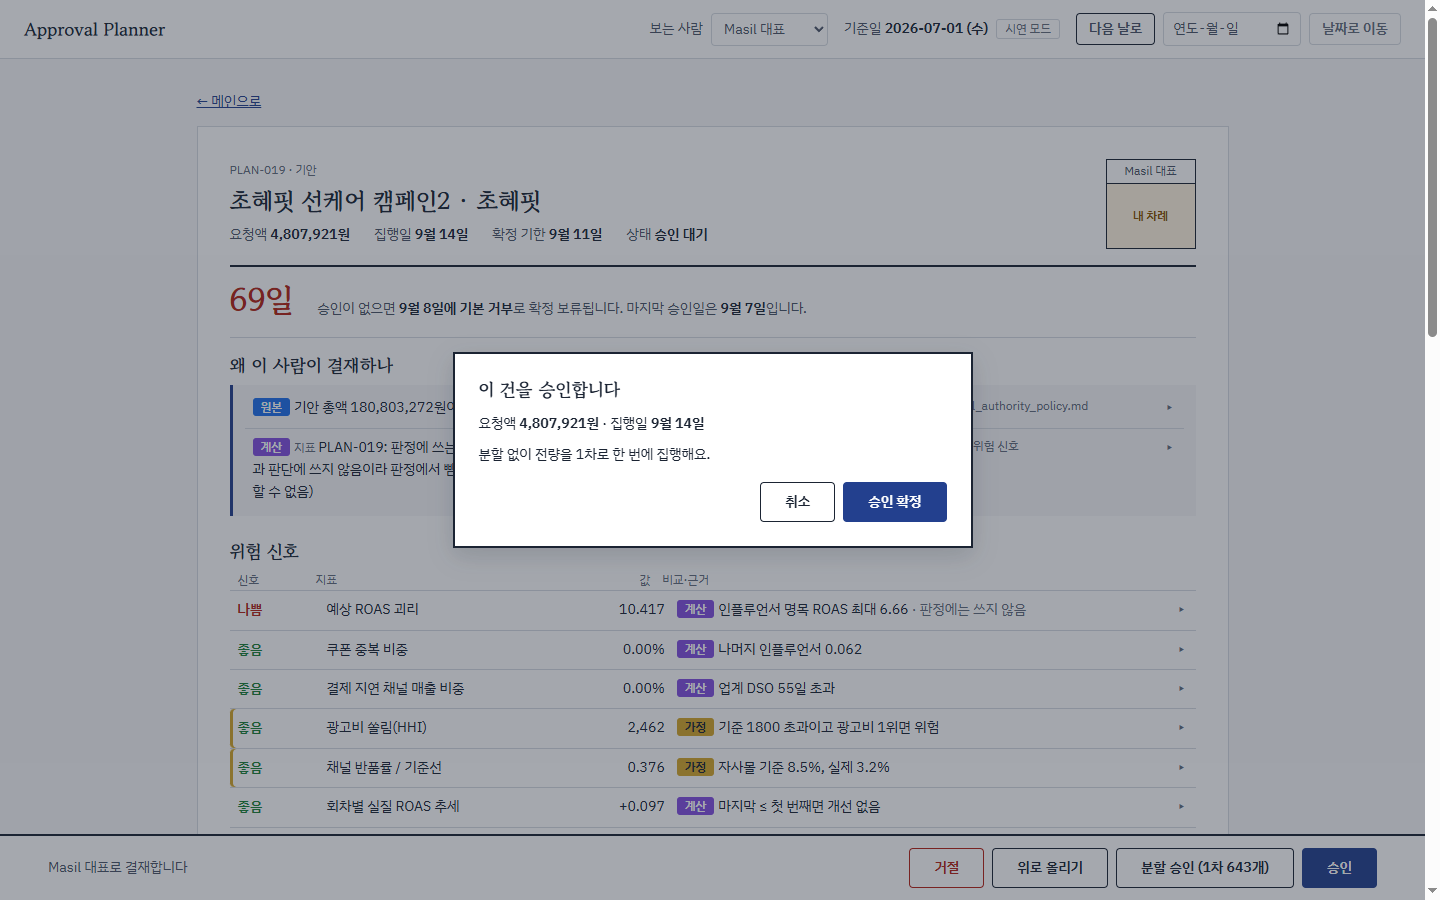 Approval Planner
보는 사람 Masil 대표 기준일 2026-07-01 (수) 시연 모드 다음 날로 연도-월-일 날짜로 이동
← 메인으로
PLAN-019 · 기안
초혜핏 선케어 캠페인2 · 초혜핏
요청액 4,807,921원 집행일 9월 14일 확정 기한 9월 11일 상태 승인 대기
Masil 대표
내 차례
69일 승인이 없으면 9월 8일에 기본 거부로 확정 보류됩니다. 마지막 승인일은 9월 7일입니다.
왜 이 사람이 결재하나
원본 기안 총액 180,803,272원 l_authority_policy.md ▸
계산 지표 PLAN-019: 판정에 쓰는 위험 신호 ▸
과 판단에 쓰지 않음이라 판정에서
할 수 없음)
이 건을 승인합니다
요청액 4,807,921원 · 집행일 9월 14일
분할 없이 전량을 1차로 한 번에 집행해요.
취소 승인 확정
위험 신호
신호 지표 값 비교·근거
나쁨 예상 ROAS 괴리 10.417 계산 인플루언서 명목 ROAS 최대 6.66 · 판정에는 쓰지 않음 ▸
좋음 쿠폰 중복 비중 0.00% 계산 나머지 인플루언서 0.062 ▸
좋음 결제 지연 채널 매출 비중 0.00% 계산 업계 DSO 55일 초과 ▸
좋음 광고비 쏠림(HHI) 2,462 가정 기준 1800 초과이고 광고비 1위면 위험 ▸
좋음 채널 반품률 / 기준선 0.376 가정 자사몰 기준 8.5%, 실제 3.2% ▸
좋음 회차별 실질 ROAS 추세 +0.097 계산 마지막 ≤ 첫 번째면 개선 없음 ▸
Masil 대표로 결재합니다 거절 위로 올리기 분할 승인 (1차 643개) 승인